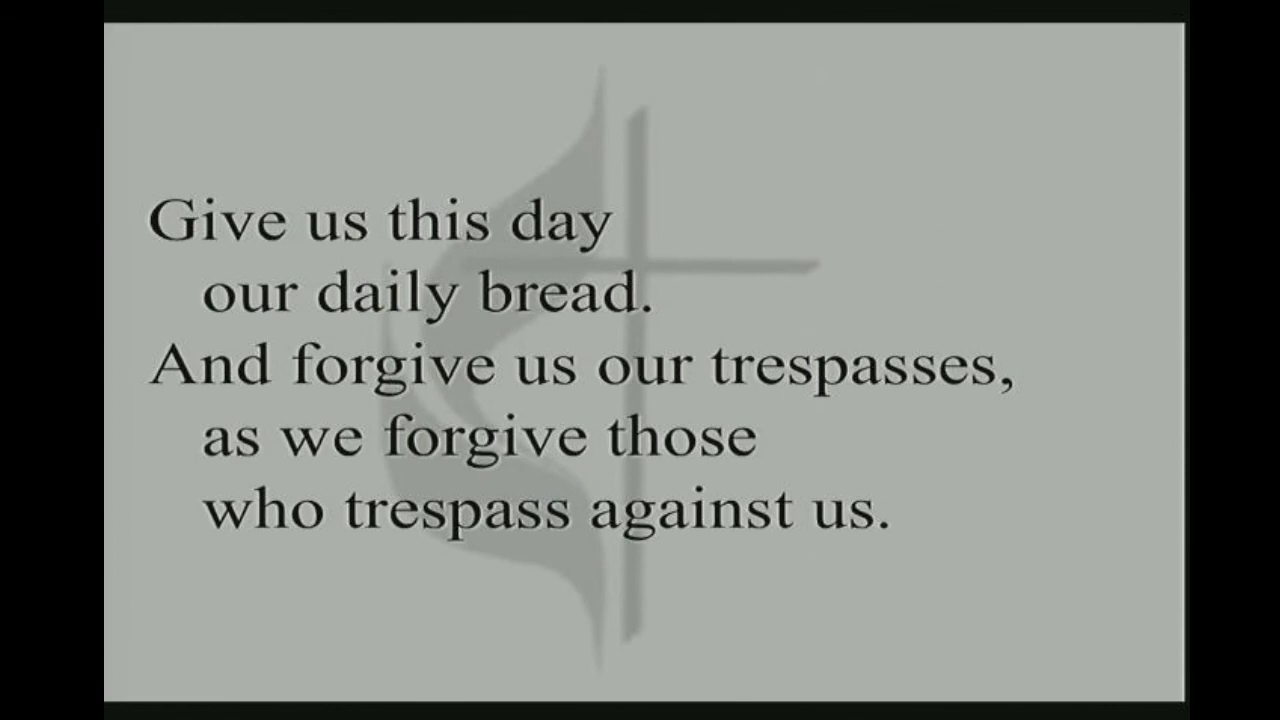 Give us this day
our daily bread.
And forgive us our trespasses,
as we forgive those
who trespass against us.